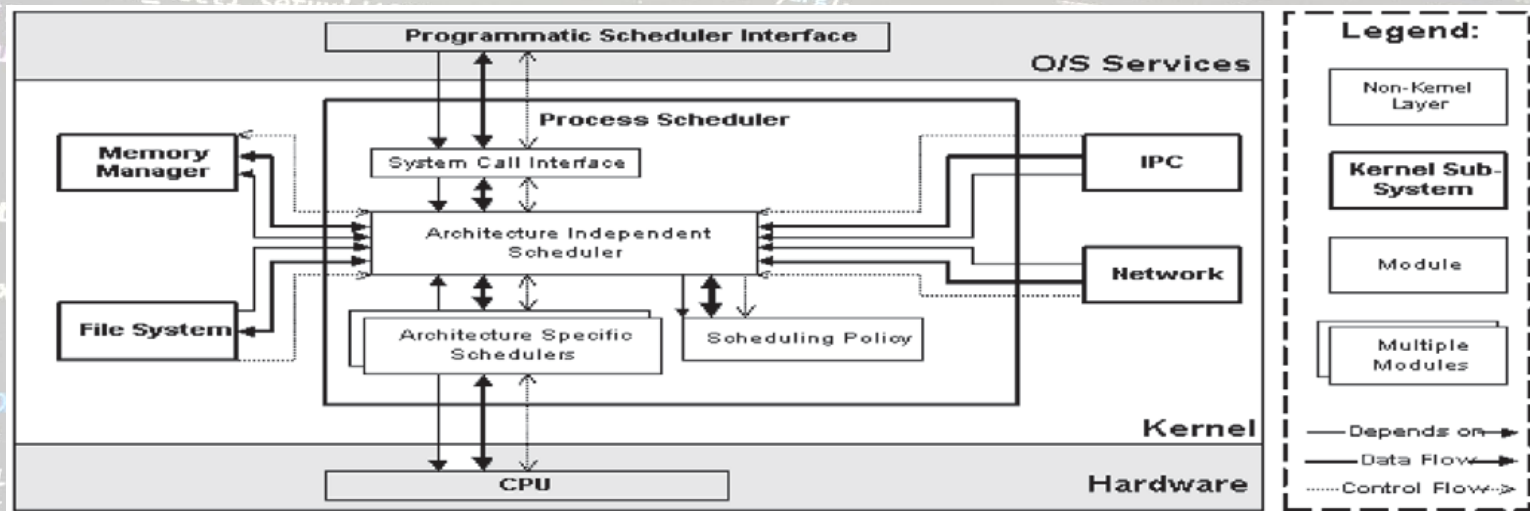 Programmatic Scheduler Interface
O/S Services
Process Scheduler
Memory
Manager
System Call Interface
IPC
Architecture Independent
Scheduler
Network
File System
Architecture Specific
Schedulers
Scheduling Policy
Kernel
CPU
Hardware
Legend:
Non-Kernel
Layer
Kernel Sub-
System
Module
Multiple
Modules
Depends on
Data Flow
Control Flow